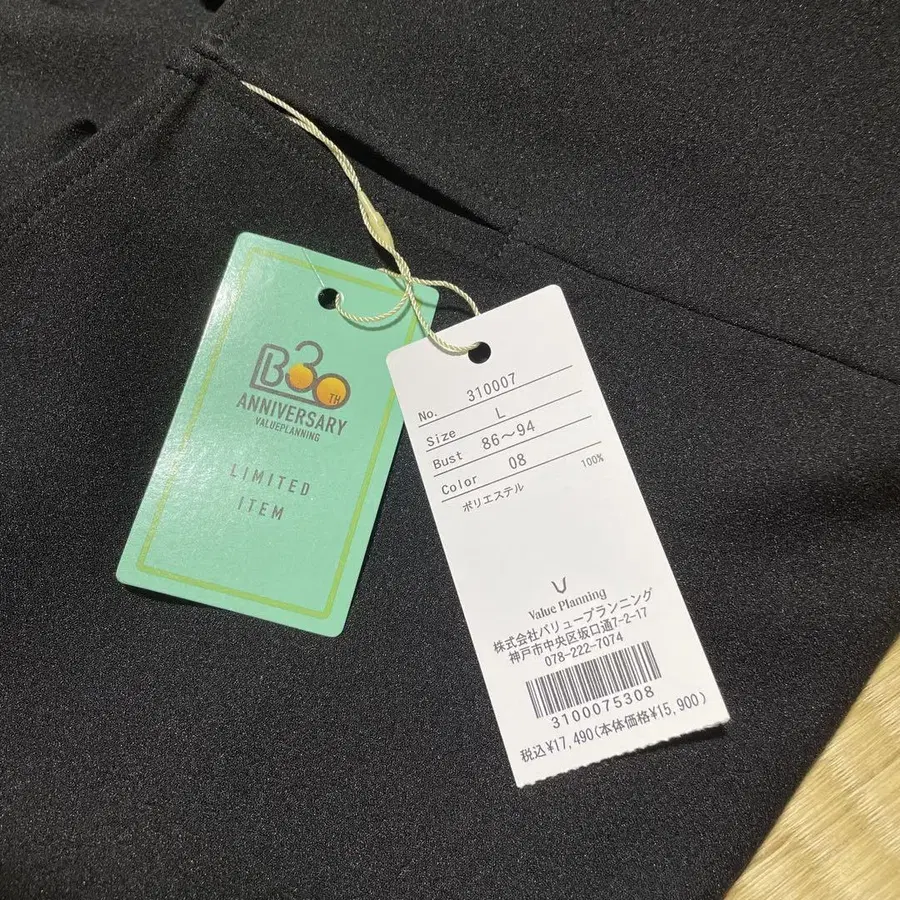 B30TH
ANNIVERSARY
VALUEPLANNING
LIMITED
ITEM
No. 310007
Size L
Bust 86～94
Color 08
ポリエステル 100%
Value Planning
株式会社バリュープランニング
神戸市中央区坂口通7-2-17
078-222-7074
3100075308
税込¥17,490(本体価格¥15,900)